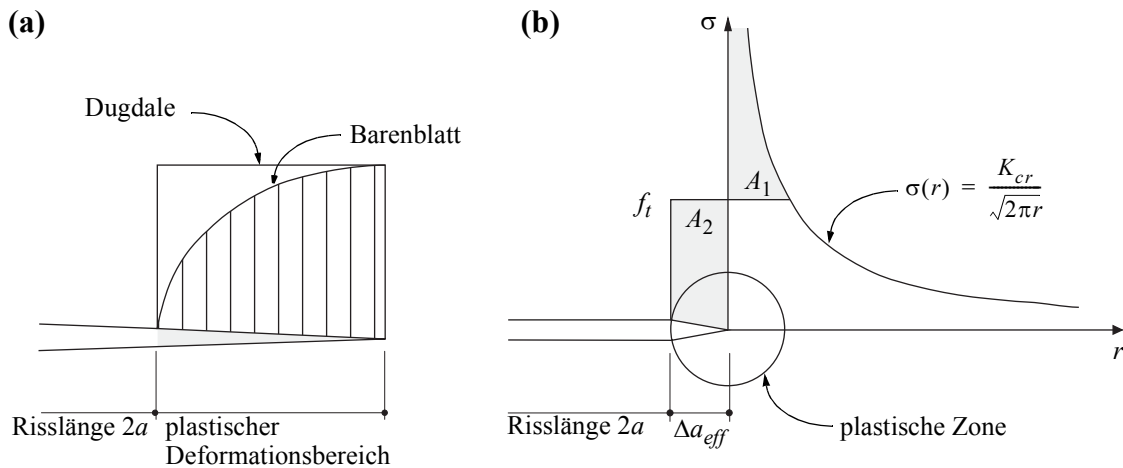 (a)
Dugdale
Barenblatt
Risslänge 2a
plastischer
Deformationsbereich
(b)
σ
A₁
f_t
A₂
σ(r) = K_cr / √2πr
r
Risslänge 2a
Δa_eff
plastische Zone